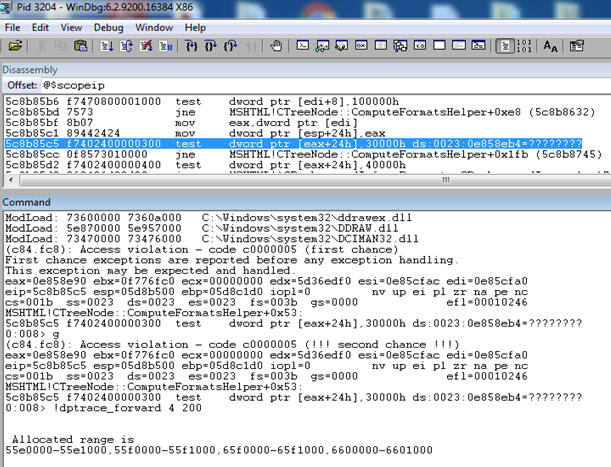 Pid 3204 - WinDbg:6.2.9200.16384 X86
File Edit View Debug Window Help
Disassembly
Offset: @$scopeip
5c8b85b6 f7470800001000 test dword ptr [edi+8],100000h
5c8b85bd 7573 jne MSHTML!CTreeNode::ComputeFormatsHelper+0xe8 (5c8b8632)
5c8b85bf 8b07 mov eax,dword ptr [edi]
5c8b85c1 89442424 mov dword ptr [esp+24h],eax
5c8b85c5 f7402400000300 test dword ptr [eax+24h],30000h ds:0023:0e858eb4=????????
5c8b85cc 0f8573010000 jne MSHTML!CTreeNode::ComputeFormatsHelper+0x1fb (5c8b8745)
5c8b85d2 f7402400000400 test dword ptr [eax+24h],40000h
Command
ModLoad: 73600000 7360a000 C:\Windows\system32\ddrawex.dll
ModLoad: 5e870000 5e957000 C:\Windows\system32\DDRAW.dll
ModLoad: 73470000 73476000 C:\Windows\system32\DCIMAN32.dll
(c84.fc8): Access violation - code c0000005 (first chance)
First chance exceptions are reported before any exception handling.
This exception may be expected and handled.
eax=0e858e90 ebx=0f776fc0 ecx=00000000 edx=5d36edf0 esi=0e85cfac edi=0e85cfa0
eip=5c8b85c5 esp=05d8b500 ebp=05d8c1d0 iopl=0 nv up ei pl zr na pe nc
cs=001b ss=0023 ds=0023 es=0023 fs=003b gs=0000 efl=00010246
MSHTML!CTreeNode::ComputeFormatsHelper+0x53:
5c8b85c5 f7402400000300 test dword ptr [eax+24h],30000h ds:0023:0e858eb4=????????
0:008> g
(c84.fc8): Access violation - code c0000005 (!!! second chance !!!)
eax=0e858e90 ebx=0f776fc0 ecx=00000000 edx=5d36edf0 esi=0e85cfac edi=0e85cfa0
eip=5c8b85c5 esp=05d8b500 ebp=05d8c1d0 iopl=0 nv up ei pl zr na pe nc
cs=001b ss=0023 ds=0023 es=0023 fs=003b gs=0000 efl=00010246
MSHTML!CTreeNode::ComputeFormatsHelper+0x53:
5c8b85c5 f7402400000300 test dword ptr [eax+24h],30000h ds:0023:0e858eb4=????????
0:008> !dptrace_forward 4 200
Allocated range is
55e0000-55e1000,55f0000-55f1000,65f0000-65f1000,6600000-6601000